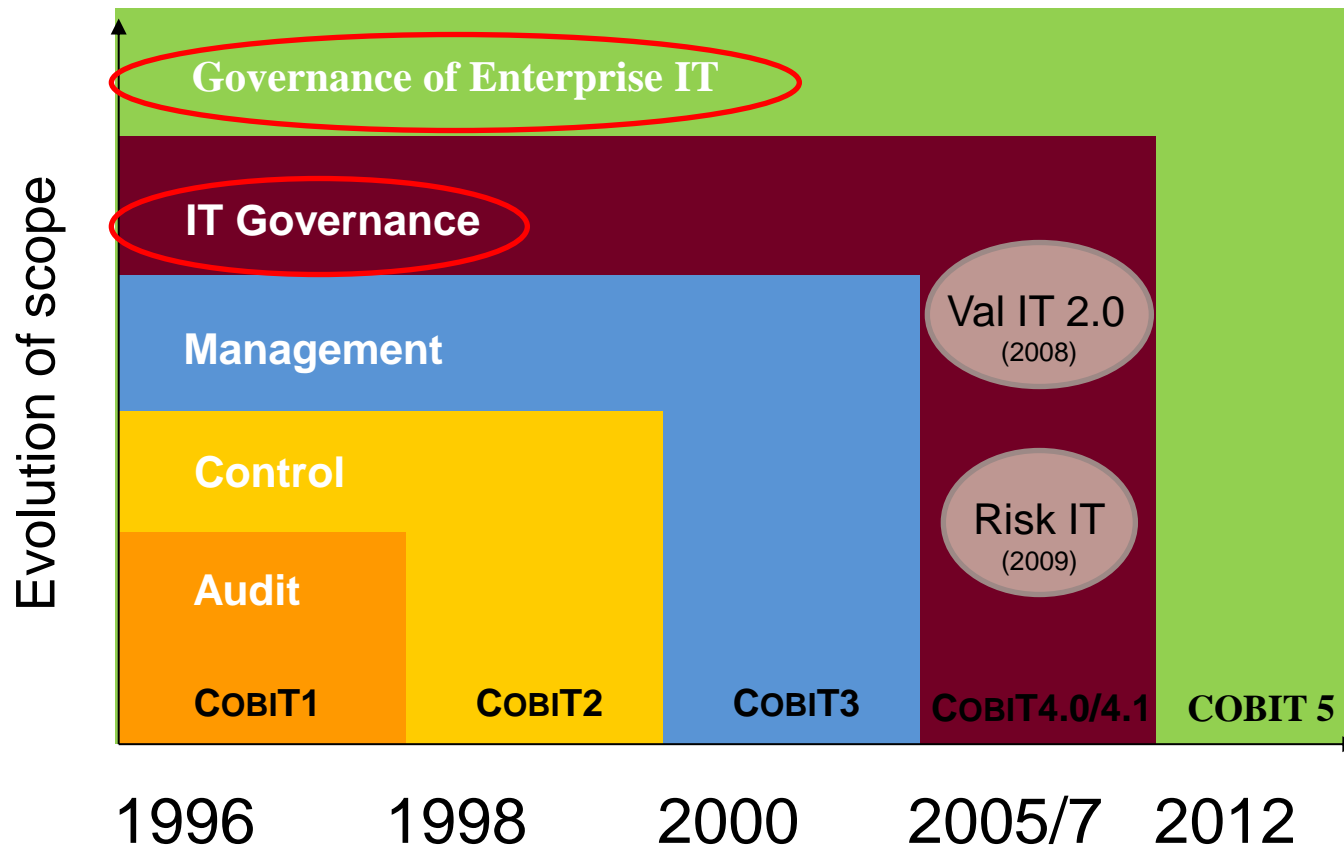 Evolution of scope
Governance of Enterprise IT
IT Governance
Management
Control
Audit
Val IT 2.0
(2008)
Risk IT
(2009)
COBIT1
COBIT2
COBIT3
COBIT4.0/4.1
COBIT 5
1996
1998
2000
2005/7
2012